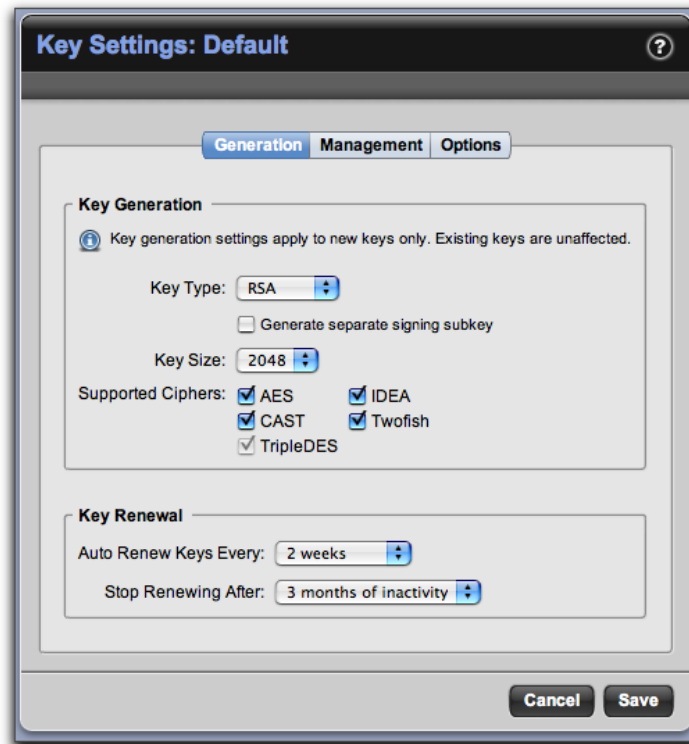 Key Settings: Default
?
Generation Management Options
Key Generation
i Key generation settings apply to new keys only. Existing keys are unaffected.
Key Type: RSA
Generate separate signing subkey
Key Size: 2048
Supported Ciphers: AES IDEA
CAST Twofish
TripleDES
Key Renewal
Auto Renew Keys Every: 2 weeks
Stop Renewing After: 3 months of inactivity
Cancel Save